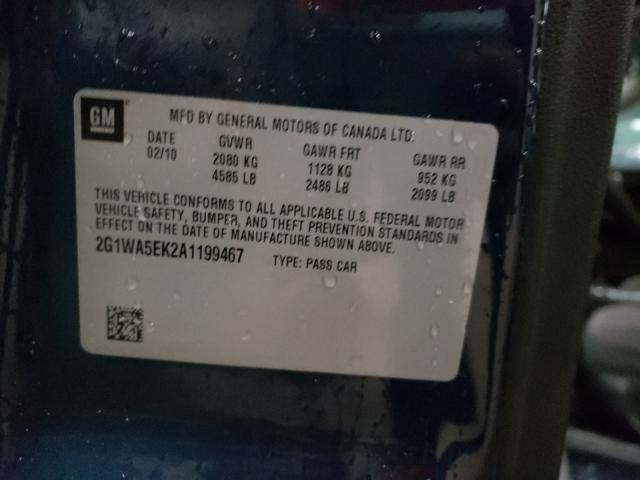 GM
MFD BY GENERAL MOTORS OF CANADA LTD.
DATE GVWR GAWR FRT GAWR RR
02/10 2080 KG 1128 KG 952 KG
4585 LB 2486 LB 2099 LB
THIS VEHICLE CONFORMS TO ALL APPLICABLE U.S. FEDERAL MOTOR
VEHICLE SAFETY, BUMPER, AND THEFT PREVENTION STANDARDS IN
EFFECT ON THE DATE OF MANUFACTURE SHOWN ABOVE.
2G1WA5EK2A1199467 TYPE: PASS CAR